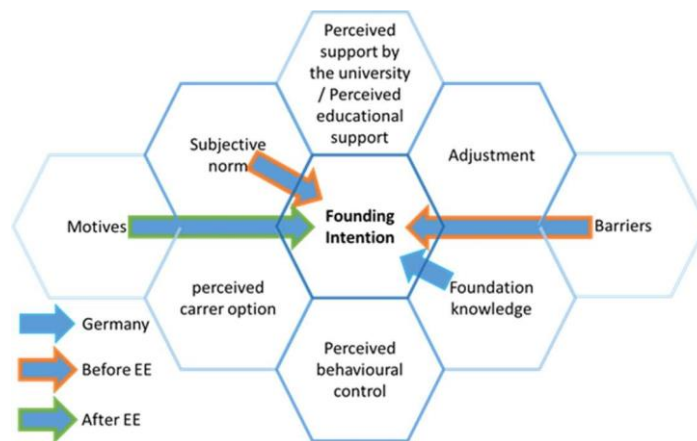 Perceived
support by
the university
/ Perceived
educational
support
Subjective
norm
Adjustment
Motives
Founding
Intention
Barriers
perceived
carrer option
Foundation
knowledge
Perceived
behavioural
control
Germany
Before EE
After EE